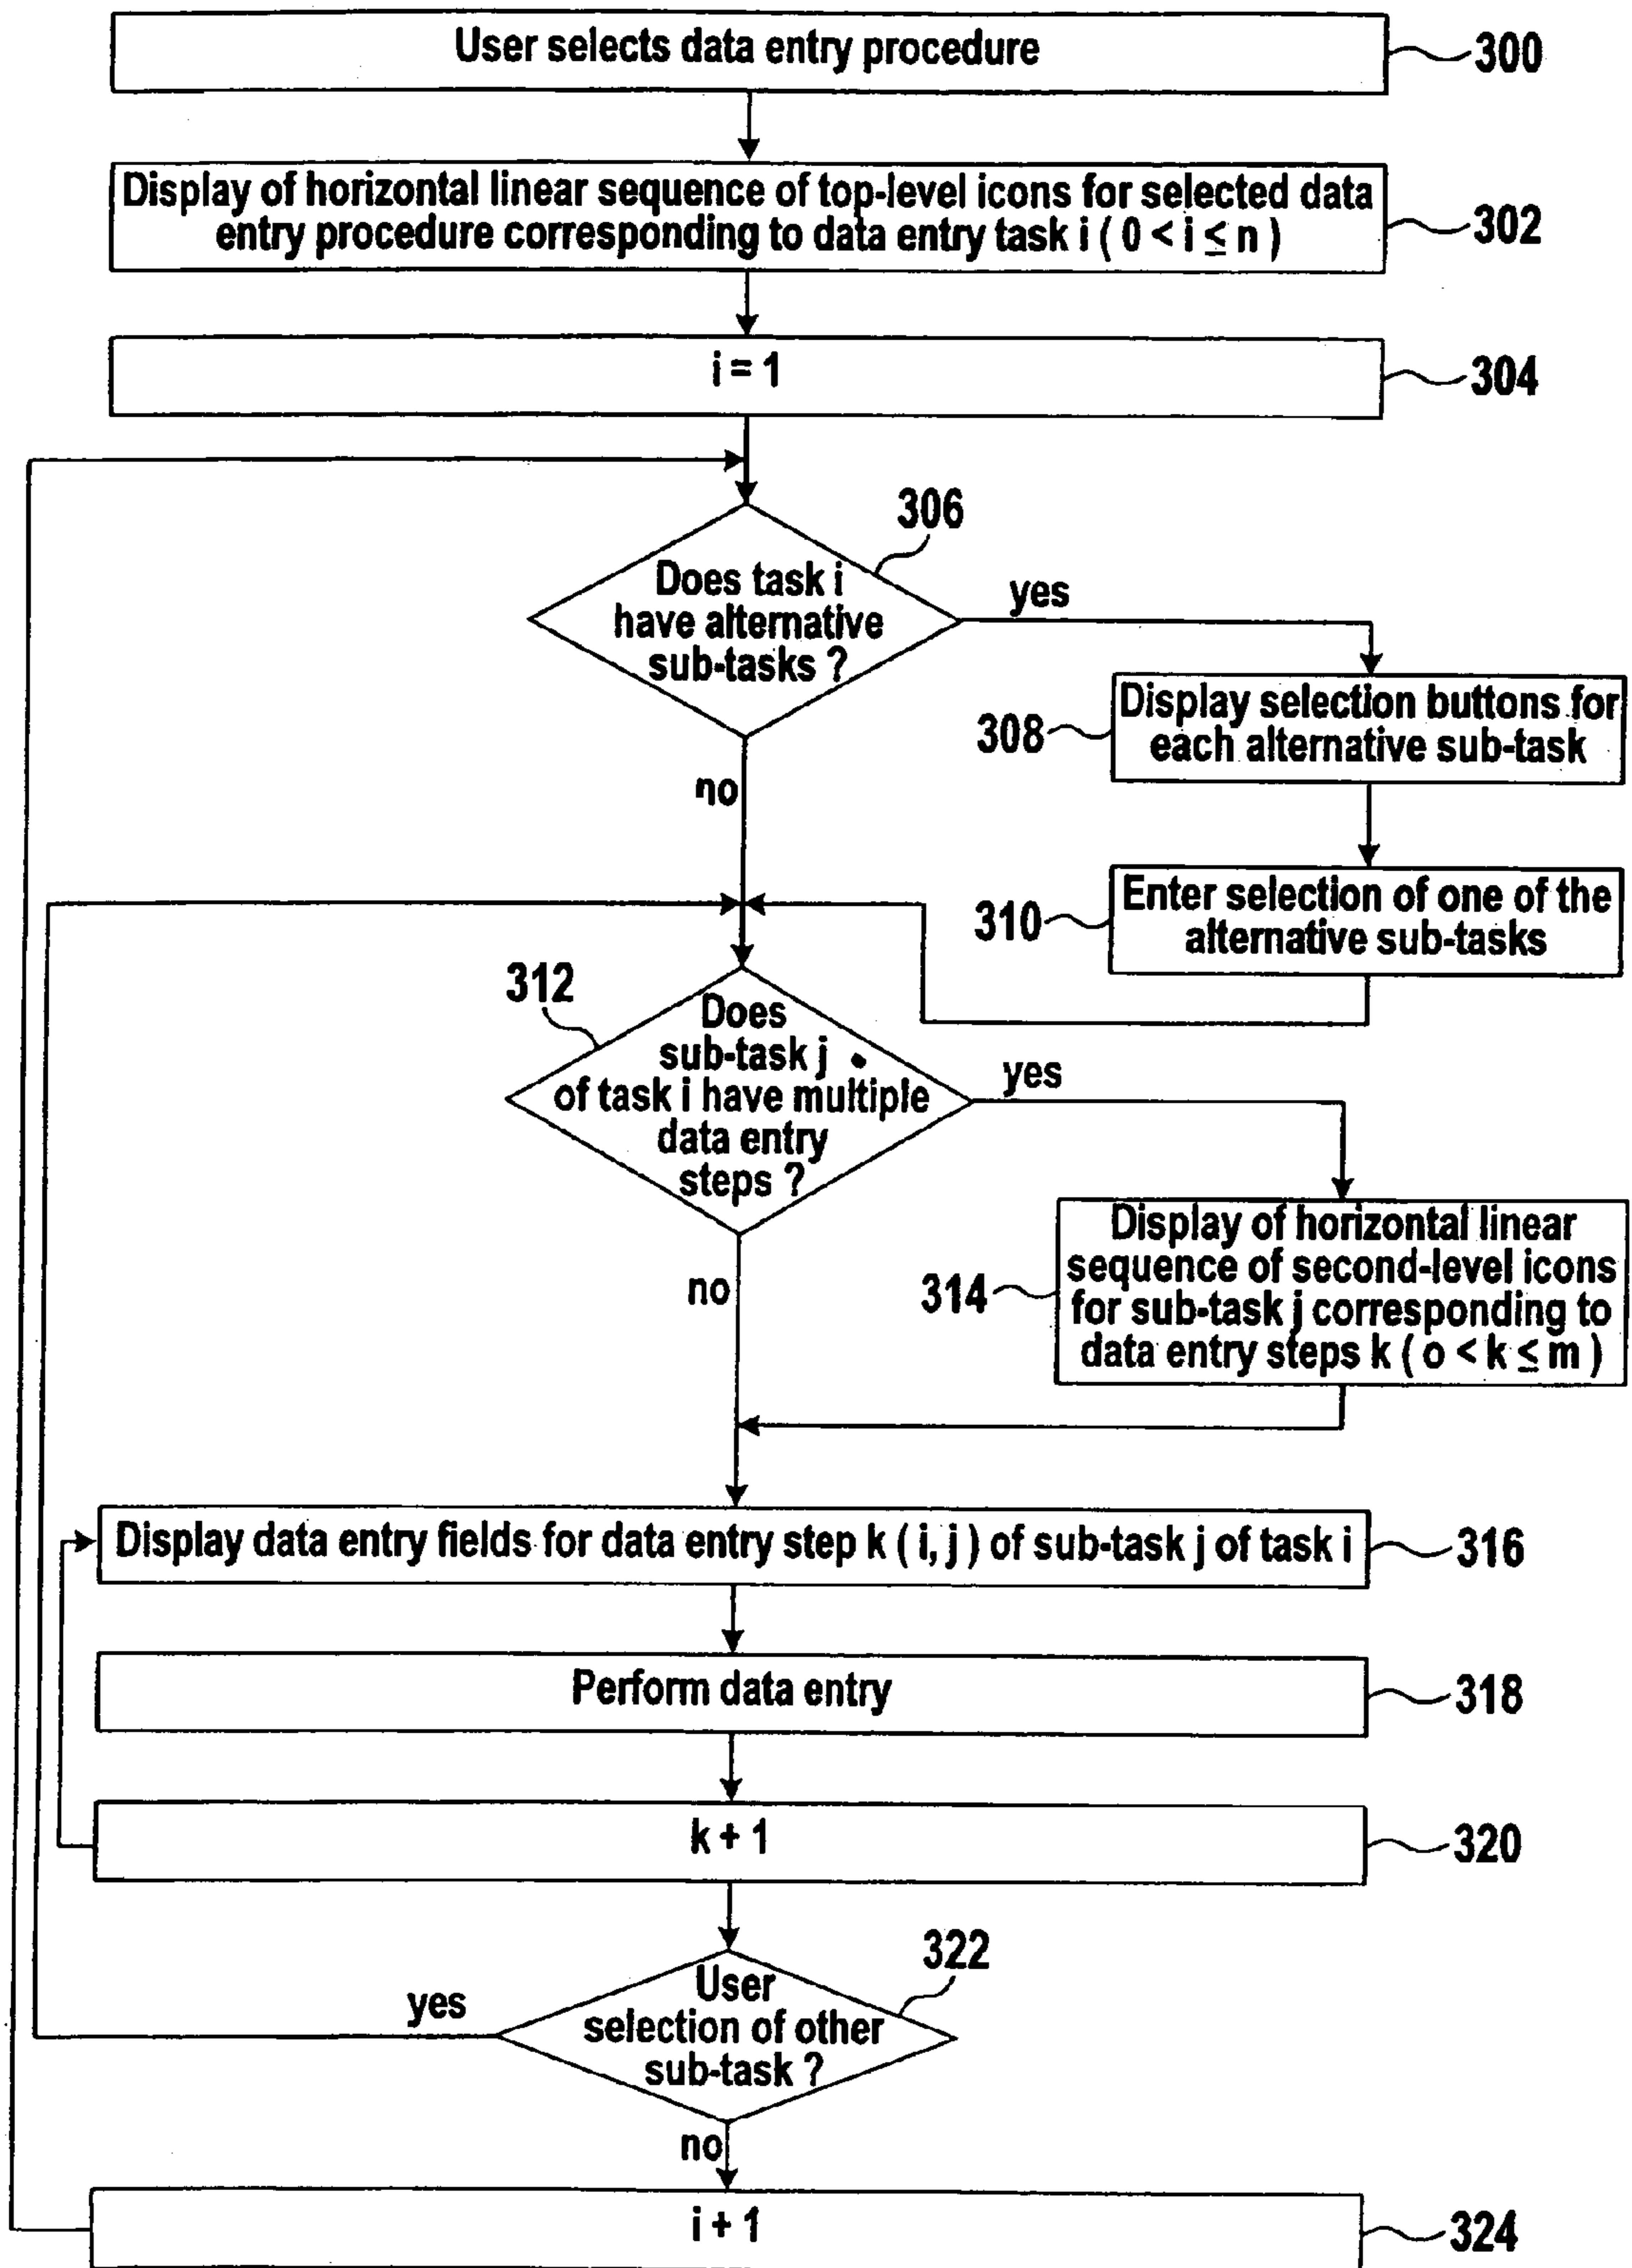 User selects data entry procedure
300
Display of horizontal linear sequence of top-level icons for selected data
entry procedure corresponding to data entry task i ( 0 < i ≤ n )
302
i = 1
304
306
Does task i
have alternative
sub-tasks ?
yes
no
308
Display selection buttons for
each alternative sub-task
310
Enter selection of one of the
alternative sub-tasks
312
Does
sub-task j
of task i have multiple
data entry
steps ?
yes
no
314
Display of horizontal linear
sequence of second-level icons
for sub-task j corresponding to
data entry steps k ( o < k ≤ m )
Display data entry fields for data entry step k ( i, j ) of sub-task j of task i
316
Perform data entry
318
k + 1
320
322
User
selection of other
sub-task ?
yes
no
i + 1
324